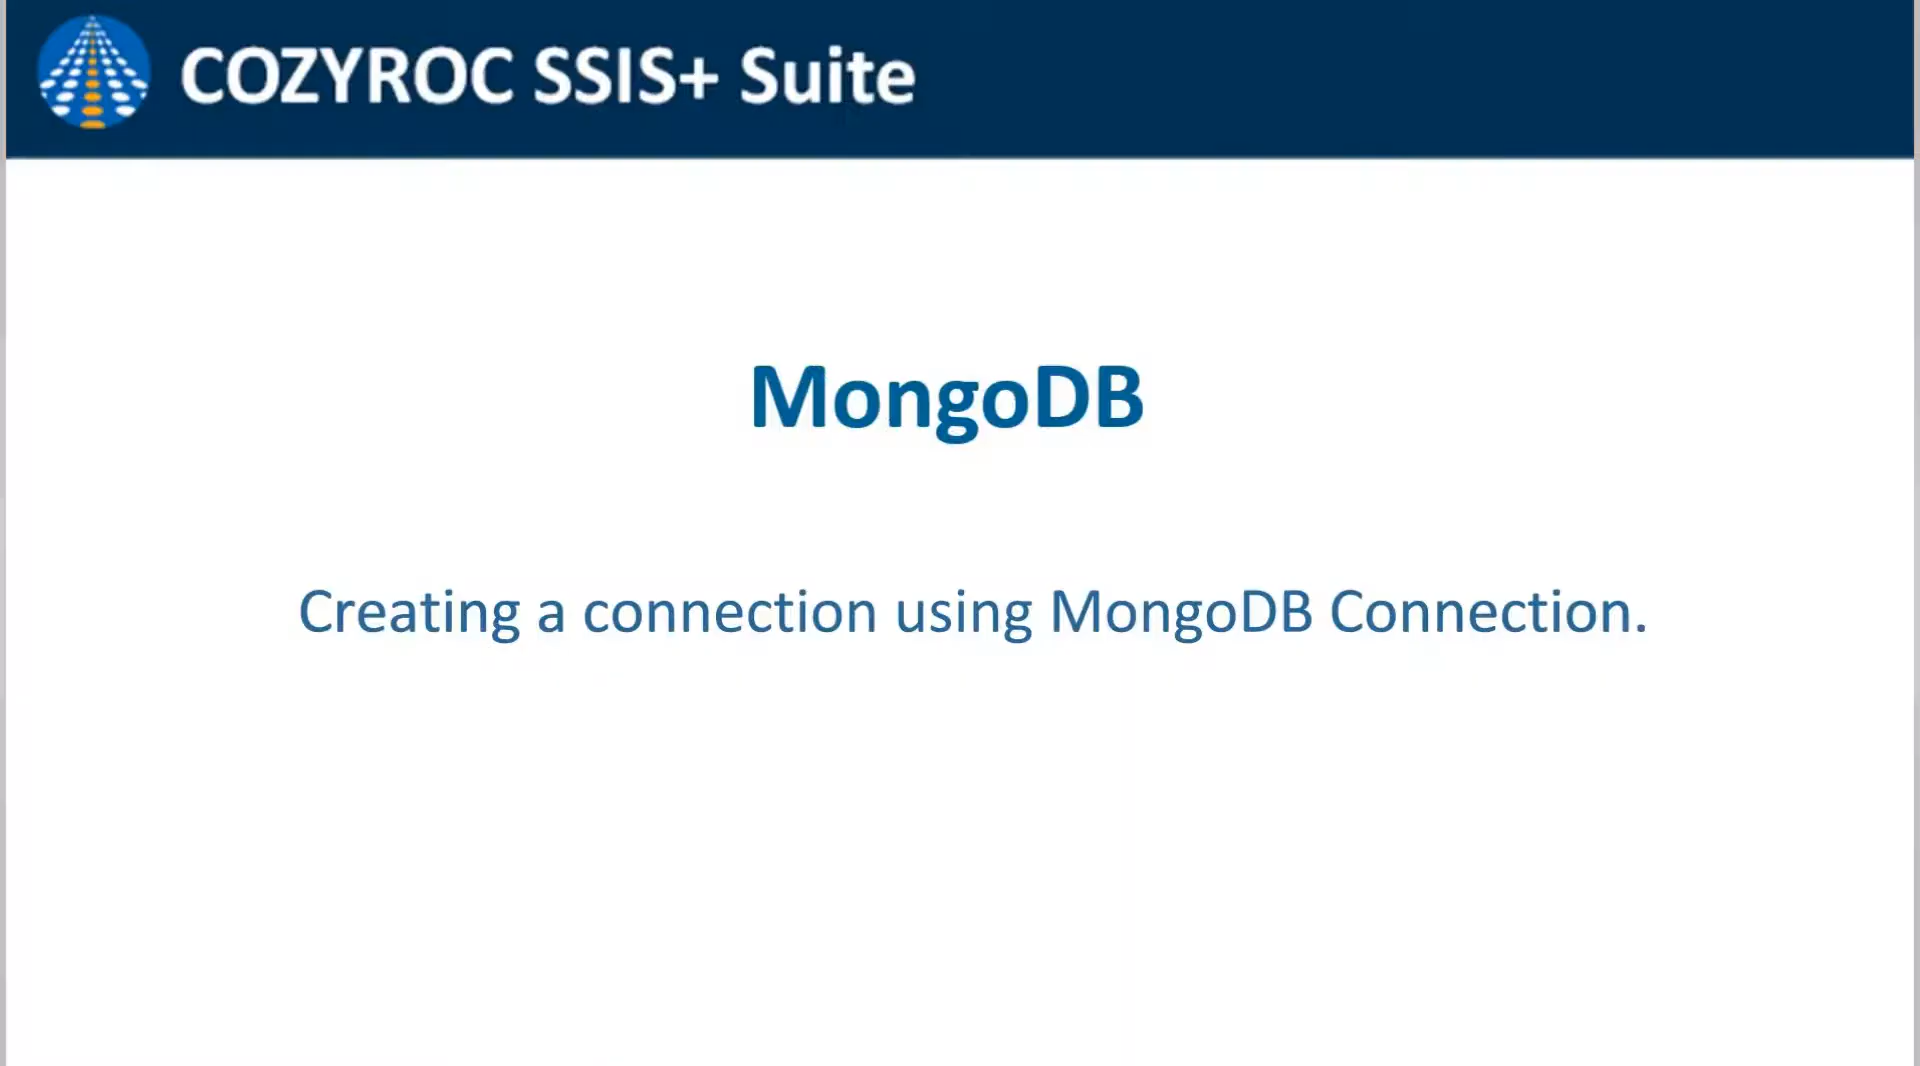 COZYROC SSIS+ Suite
MongoDB
Creating a connection using MongoDB Connection.